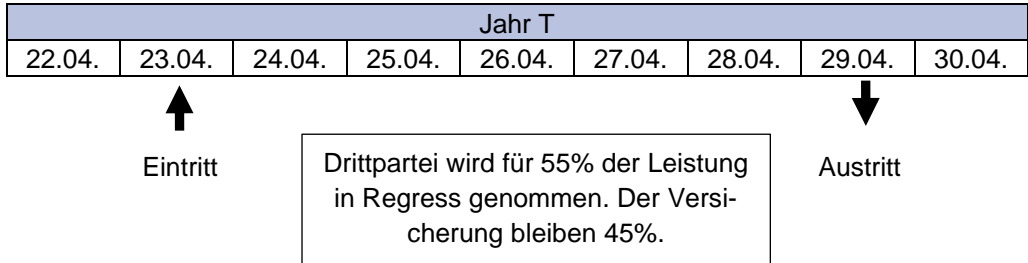 Jahr T
22.04. 23.04. 24.04. 25.04. 26.04. 27.04. 28.04. 29.04. 30.04.
Eintritt
Drittpartei wird für 55% der Leistung
in Regress genommen. Der Versi-
cherung bleiben 45%.
Austritt